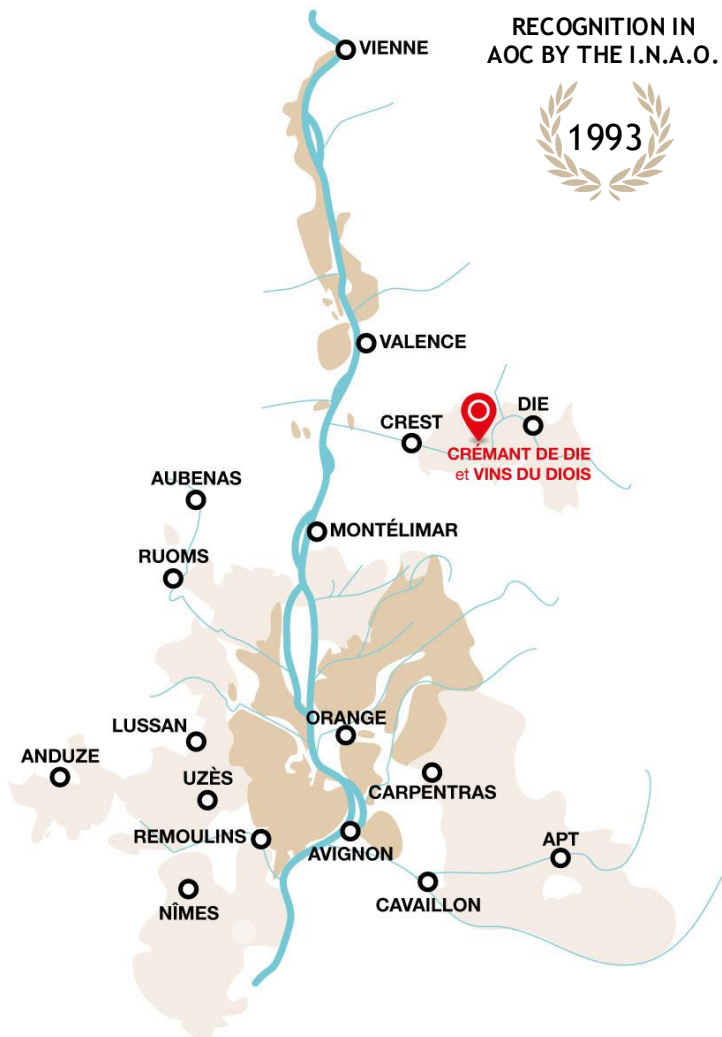 RECOGNITION IN
AOC BY THE I.N.A.O.
1993
VIENNE
VALENCE
DIE
CREST
CRÉMANT DE DIE
et VINS DU DIOIS
AUBENAS
MONTÉLIMAR
RUOMS
ORANGE
LUSSAN
ANDUZE
UZÈS
CARPENTRAS
REMOULINS
AVIGNON
APT
CAVAILLON
NÎMES